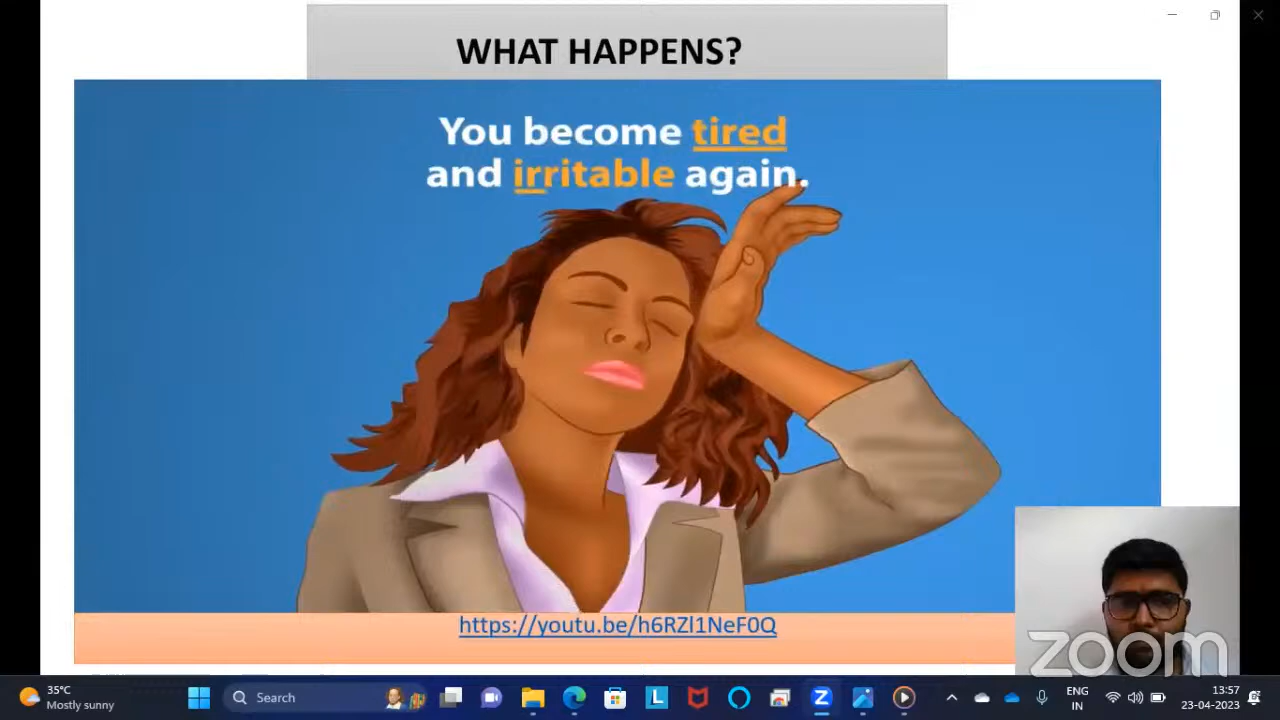 WHAT HAPPENS?
You become tired
and irritable again.
https://youtu.be/h6RZl1NeF0Q
zoom
35°C
Mostly sunny
Search
ENG
IN
13:57
23-04-2023